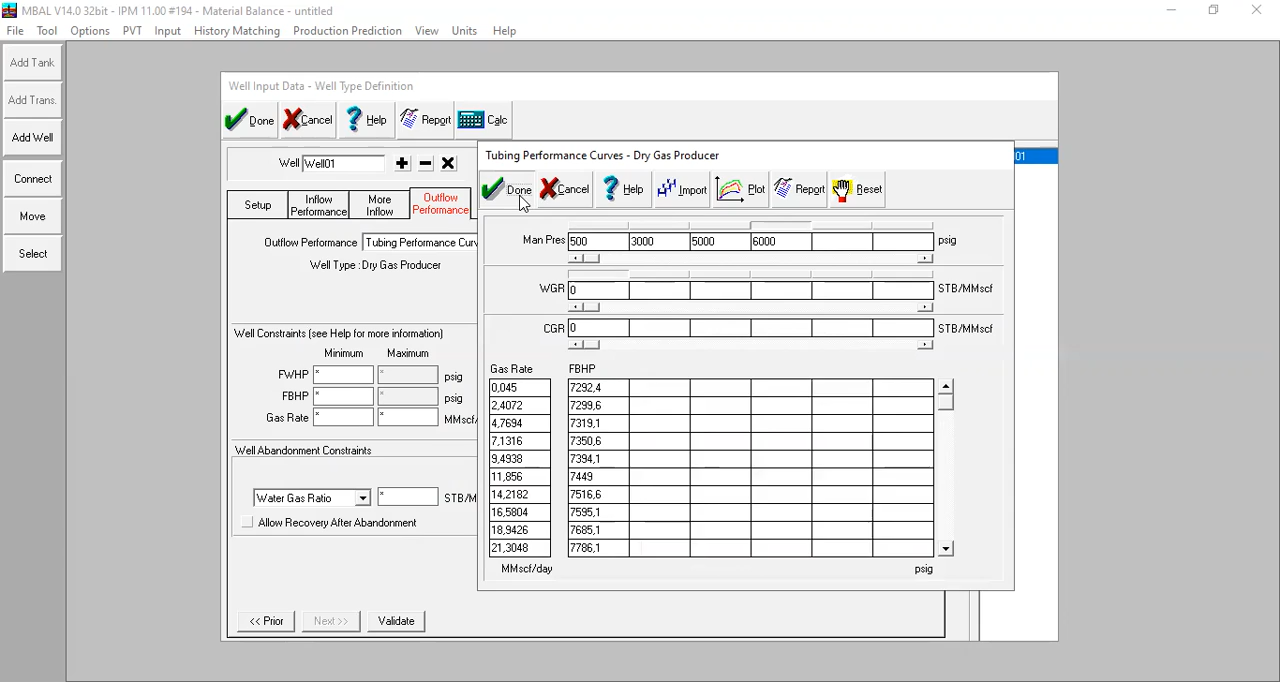 MBAL V14.0 32bit - IPM 11.00 #194 - Material Balance - untitled
File Tool Options PVT Input History Matching Production Prediction View Units Help
Add Tank
Add Trans.
Add Well
Connect
Move
Select
Well Input Data - Well Type Definition
Done Cancel Help Report Calc
Well Well01
01
Setup Inflow Performance More Inflow Outflow Performance
Outflow Performance Tubing Performance Curv
Well Type :Dry Gas Producer
Well Constraints (see Help for more information)
Minimum Maximum
FWHP * * psig
FBHP * * psig
Gas Rate * * MMscf/
Well Abandonment Constraints
Water Gas Ratio * STB/M
Allow Recovery After Abandonment
<< Prior Next >> Validate
Tubing Performance Curves - Dry Gas Producer
Done Cancel Help Import Plot Report Reset
Man Pres 500 3000 5000 6000 psig
WGR 0 STB/MMscf
CGR 0 STB/MMscf
Gas Rate FBHP
0,045 7292,4
2,4072 7299,6
4,7694 7319,1
7,1316 7350,6
9,4938 7394,1
11,856 7449
14,2182 7516,6
16,5804 7595,1
18,9426 7685,1
21,3048 7786,1
MMscf/day psig